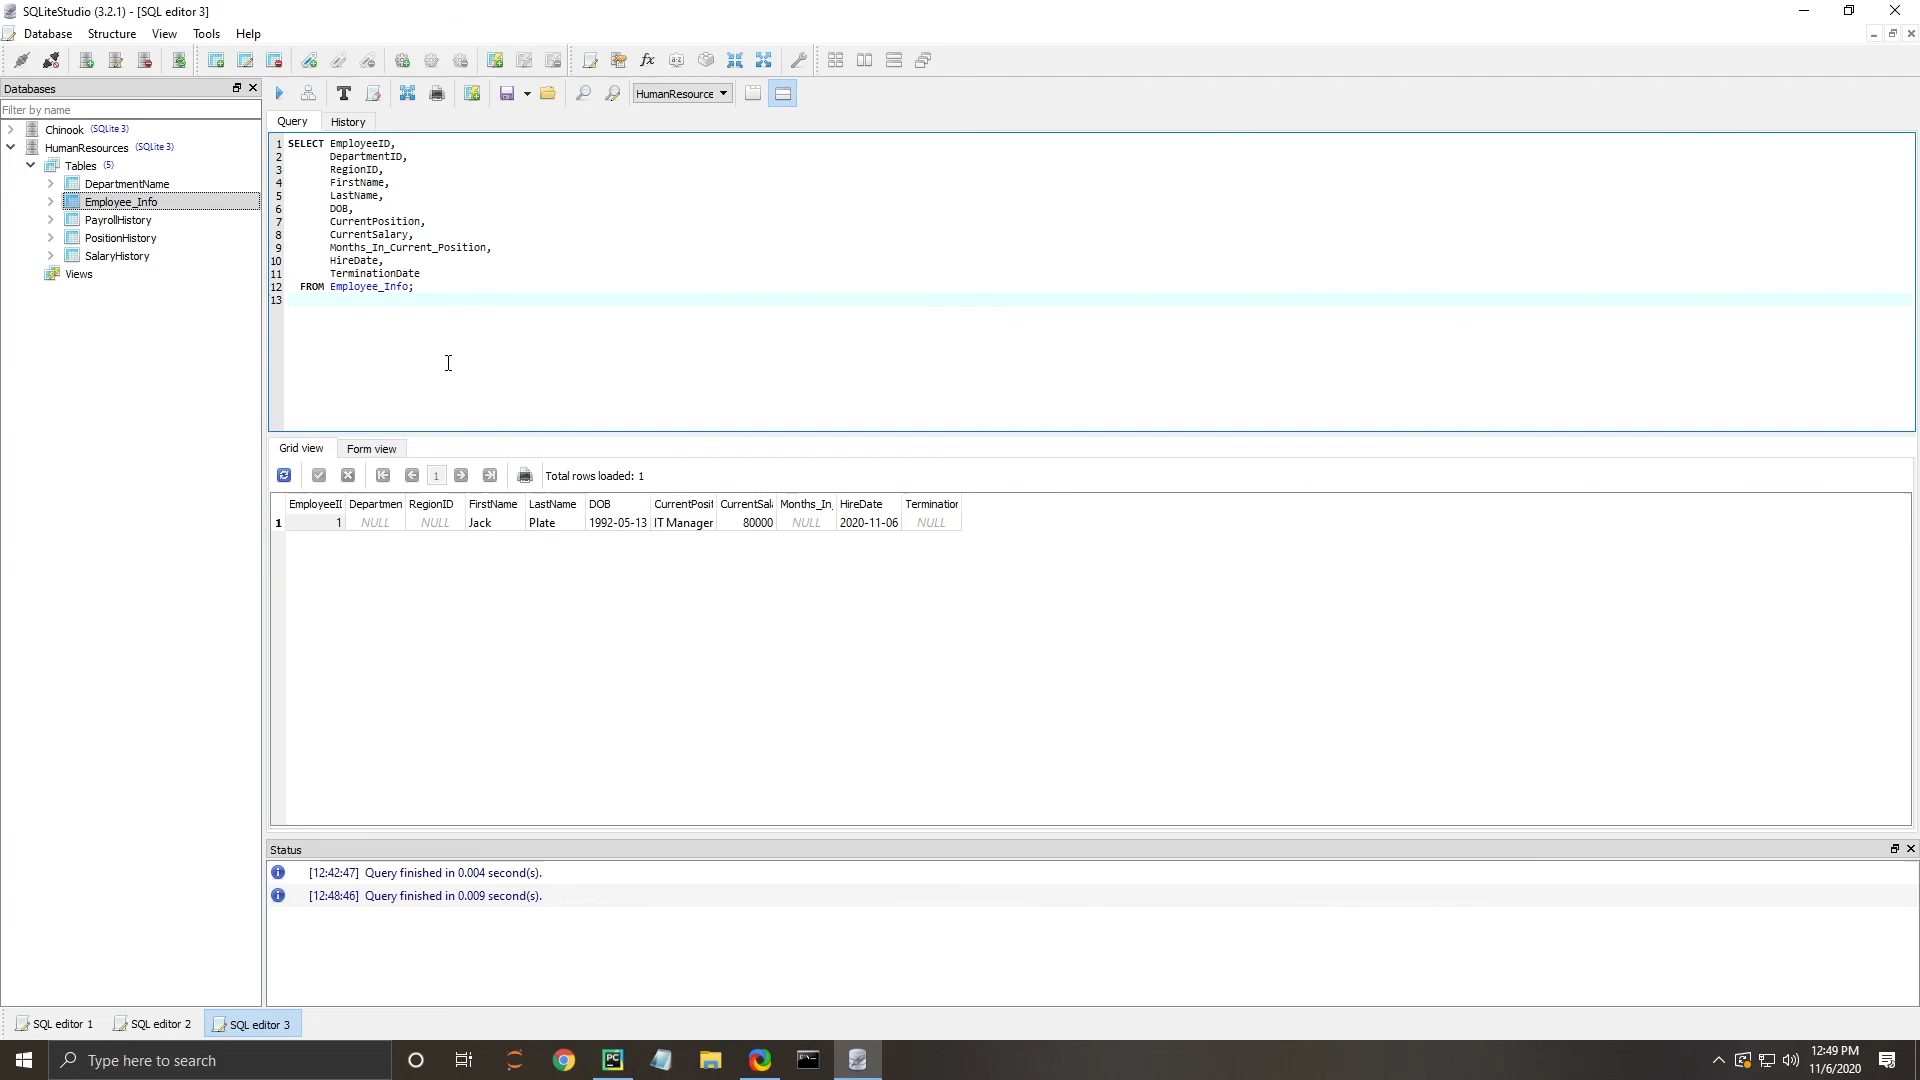 SQLiteStudio (3.2.1) - [SQL editor 3]
Database Structure View Tools Help
Databases
Filter by name
Chinook (SQLite 3)
HumanResources (SQLite 3)
Tables (5)
DepartmentName
Employee_Info
PayrollHistory
PositionHistory
SalaryHistory
Views
HumanResource
Query History
1 SELECT EmployeeID,
2 DepartmentID,
3 RegionID,
4 FirstName,
5 LastName,
6 DOB,
7 CurrentPosition,
8 CurrentSalary,
9 Months_In_Current_Position,
10 HireDate,
11 TerminationDate
12 FROM Employee_Info;
13
Grid view Form view
1 Total rows loaded: 1
EmployeeII Departmen RegionID FirstName LastName DOB CurrentPosit CurrentSal Months_In_ HireDate Termination
1 1 NULL NULL Jack Plate 1992-05-13 IT Manager 80000 NULL 2020-11-06 NULL
Status
[12:42:47] Query finished in 0.004 second(s).
[12:48:46] Query finished in 0.009 second(s).
SQL editor 1 SQL editor 2 SQL editor 3
Type here to search
PC
12:49 PM
11/6/2020